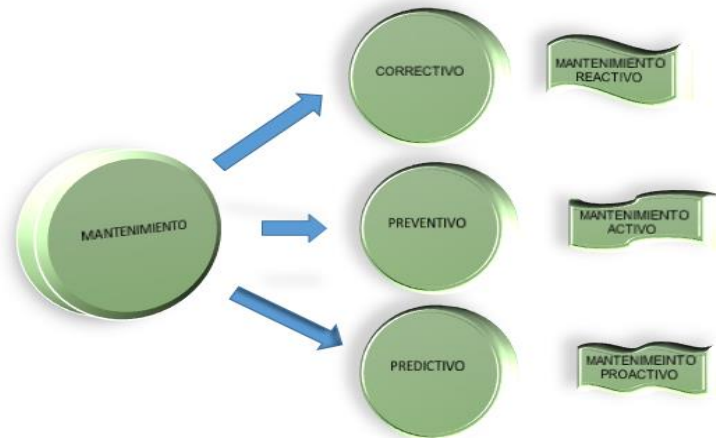 MANTENIMIENTO
CORRECTIVO
MANTENIMIENTO
REACTIVO
PREVENTIVO
MANTENIMIENTO
ACTIVO
PREDICTIVO
MANTENIMEINTO
PROACTIVO